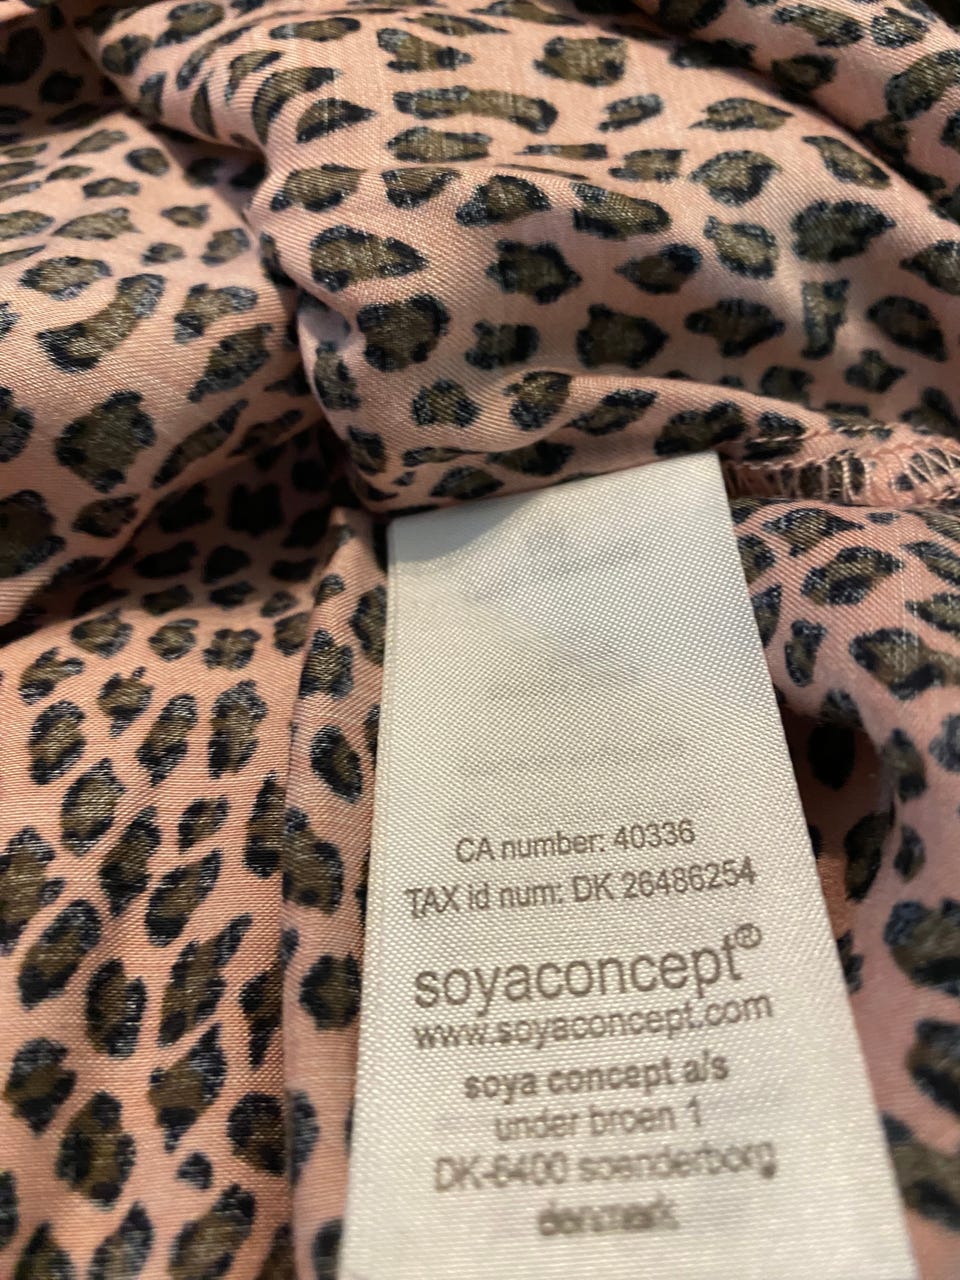 CA number: 40336
TAX id num: DK 26486254
soyaconcept®
www.soyaconcept.com
soya concept a/s
under broen 1
DK-6400 soenderborg
denmark